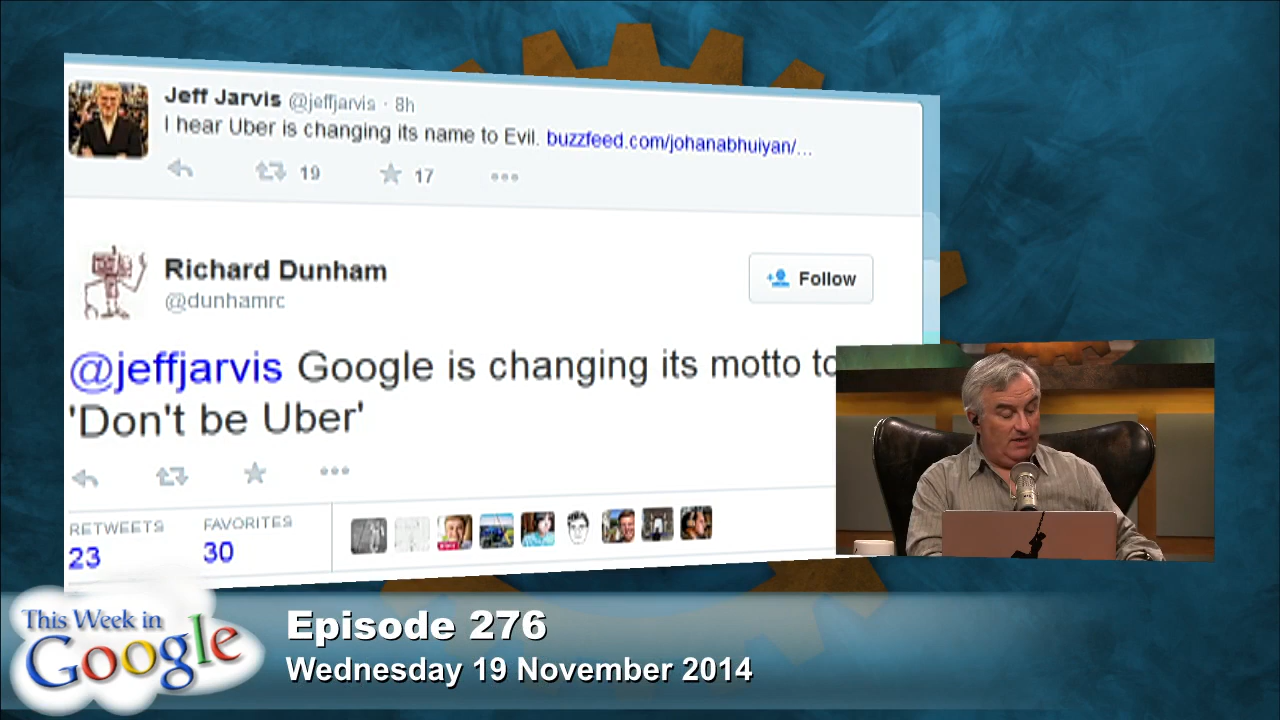 Jeff Jarvis @jeffjarvis · 8h
I hear Uber is changing its name to Evil. buzzfeed.com/johanabhuiyan/...
19 17
Richard Dunham
@dunhamrc
Follow
@jeffjarvis Google is changing its motto to
'Don't be Uber'
RETWEETS FAVORITES
23 30
This Week in
Google
Episode 276
Wednesday 19 November 2014